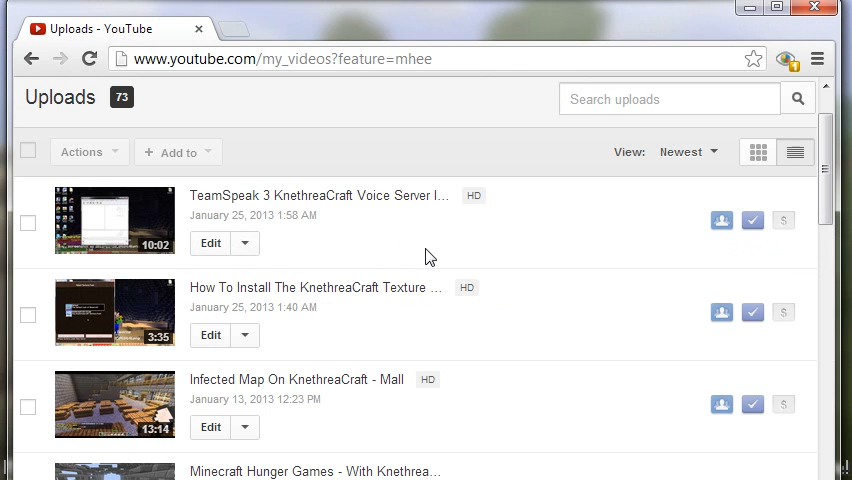 Uploads - YouTube
www.youtube.com/my_videos?feature=mhee
1
Uploads 73
Search uploads
Actions
+ Add to
View: Newest
TeamSpeak 3 KnethreaCraft Voice Server I... HD
January 25, 2013 1:58 AM
10:02
Edit
$
How To Install The KnethreaCraft Texture ... HD
January 25, 2013 1:40 AM
3:35
Edit
$
Infected Map On KnethreaCraft - Mall HD
January 13, 2013 12:23 PM
13:14
Edit
$
Minecraft Hunger Games - With Knethrea...